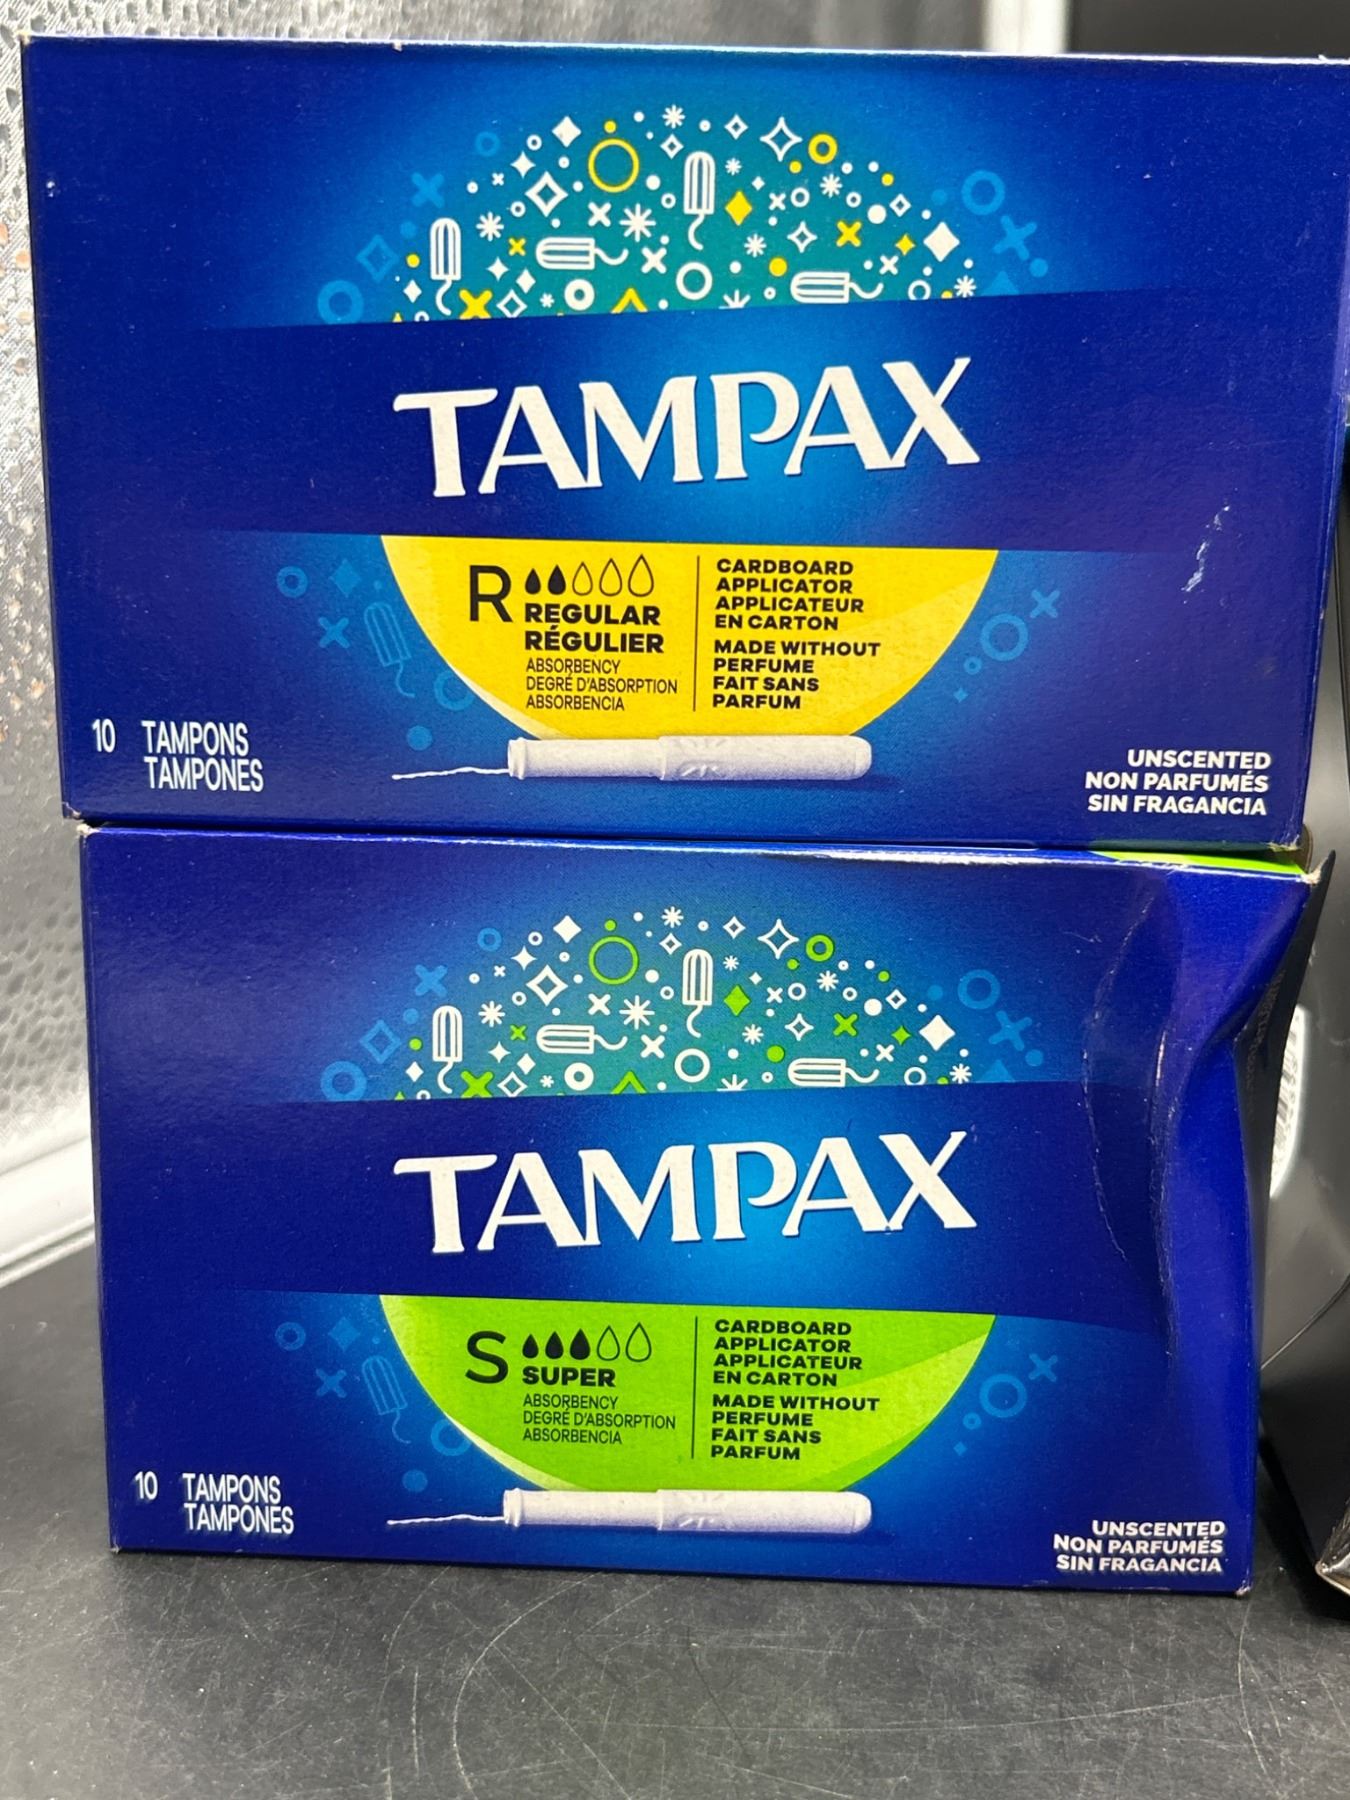 TAMPAX
R
REGULAR
RÉGULIER
ABSORBENCY
DEGRÉ D'ABSORPTION
ABSORBENCIA
CARDBOARD
APPLICATOR
APPLICATEUR
EN CARTON
MADE WITHOUT
PERFUME
FAIT SANS
PARFUM
10 TAMPONS
TAMPONES
UNSCENTED
NON PARFUMÉS
SIN FRAGANCIA
TAMPAX
S
SUPER
ABSORBENCY
DEGRÉ D'ABSORPTION
ABSORBENCIA
CARDBOARD
APPLICATOR
APPLICATEUR
EN CARTON
MADE WITHOUT
PERFUME
FAIT SANS
PARFUM
10 TAMPONS
TAMPONES
UNSCENTED
NON PARFUMÉS
SIN FRAGANCIA